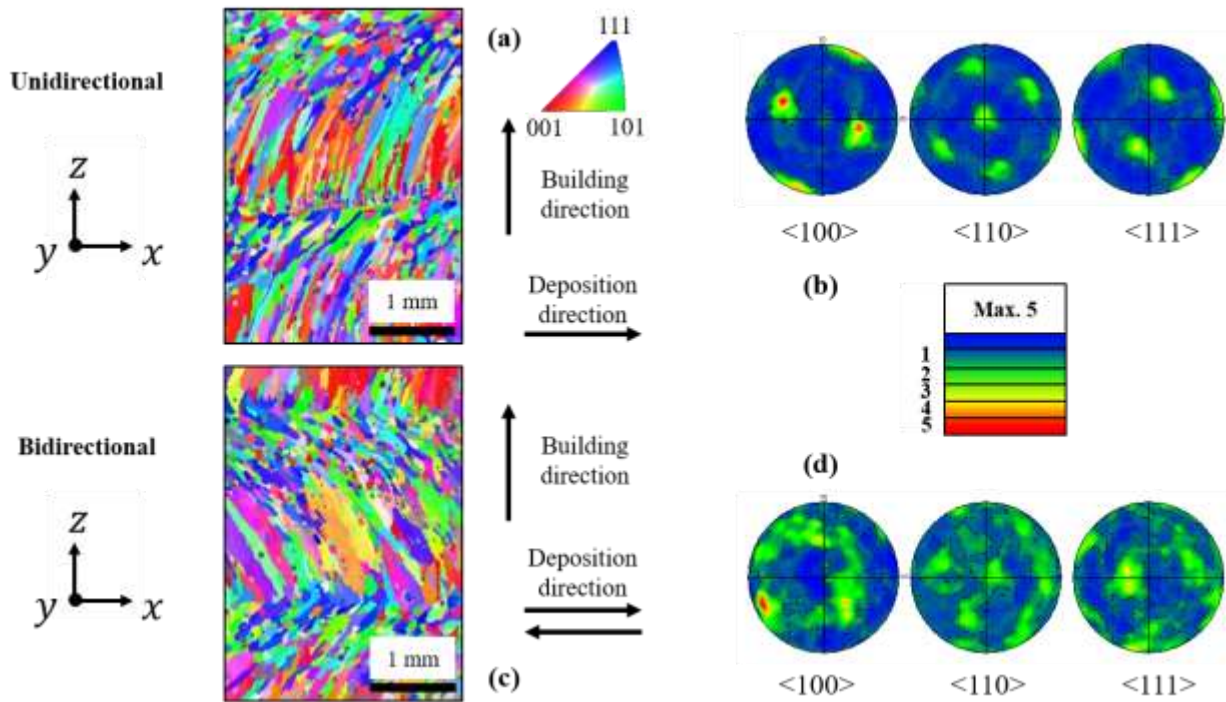 Unidirectional
z
y
x
1 mm
(a)
111
001
101
Building
direction
Deposition
direction
<100>
<110>
<111>
(b)
Max. 5
1
2
3
4
5
Bidirectional
z
y
x
1 mm
(c)
Building
direction
Deposition
direction
(d)
<100>
<110>
<111>